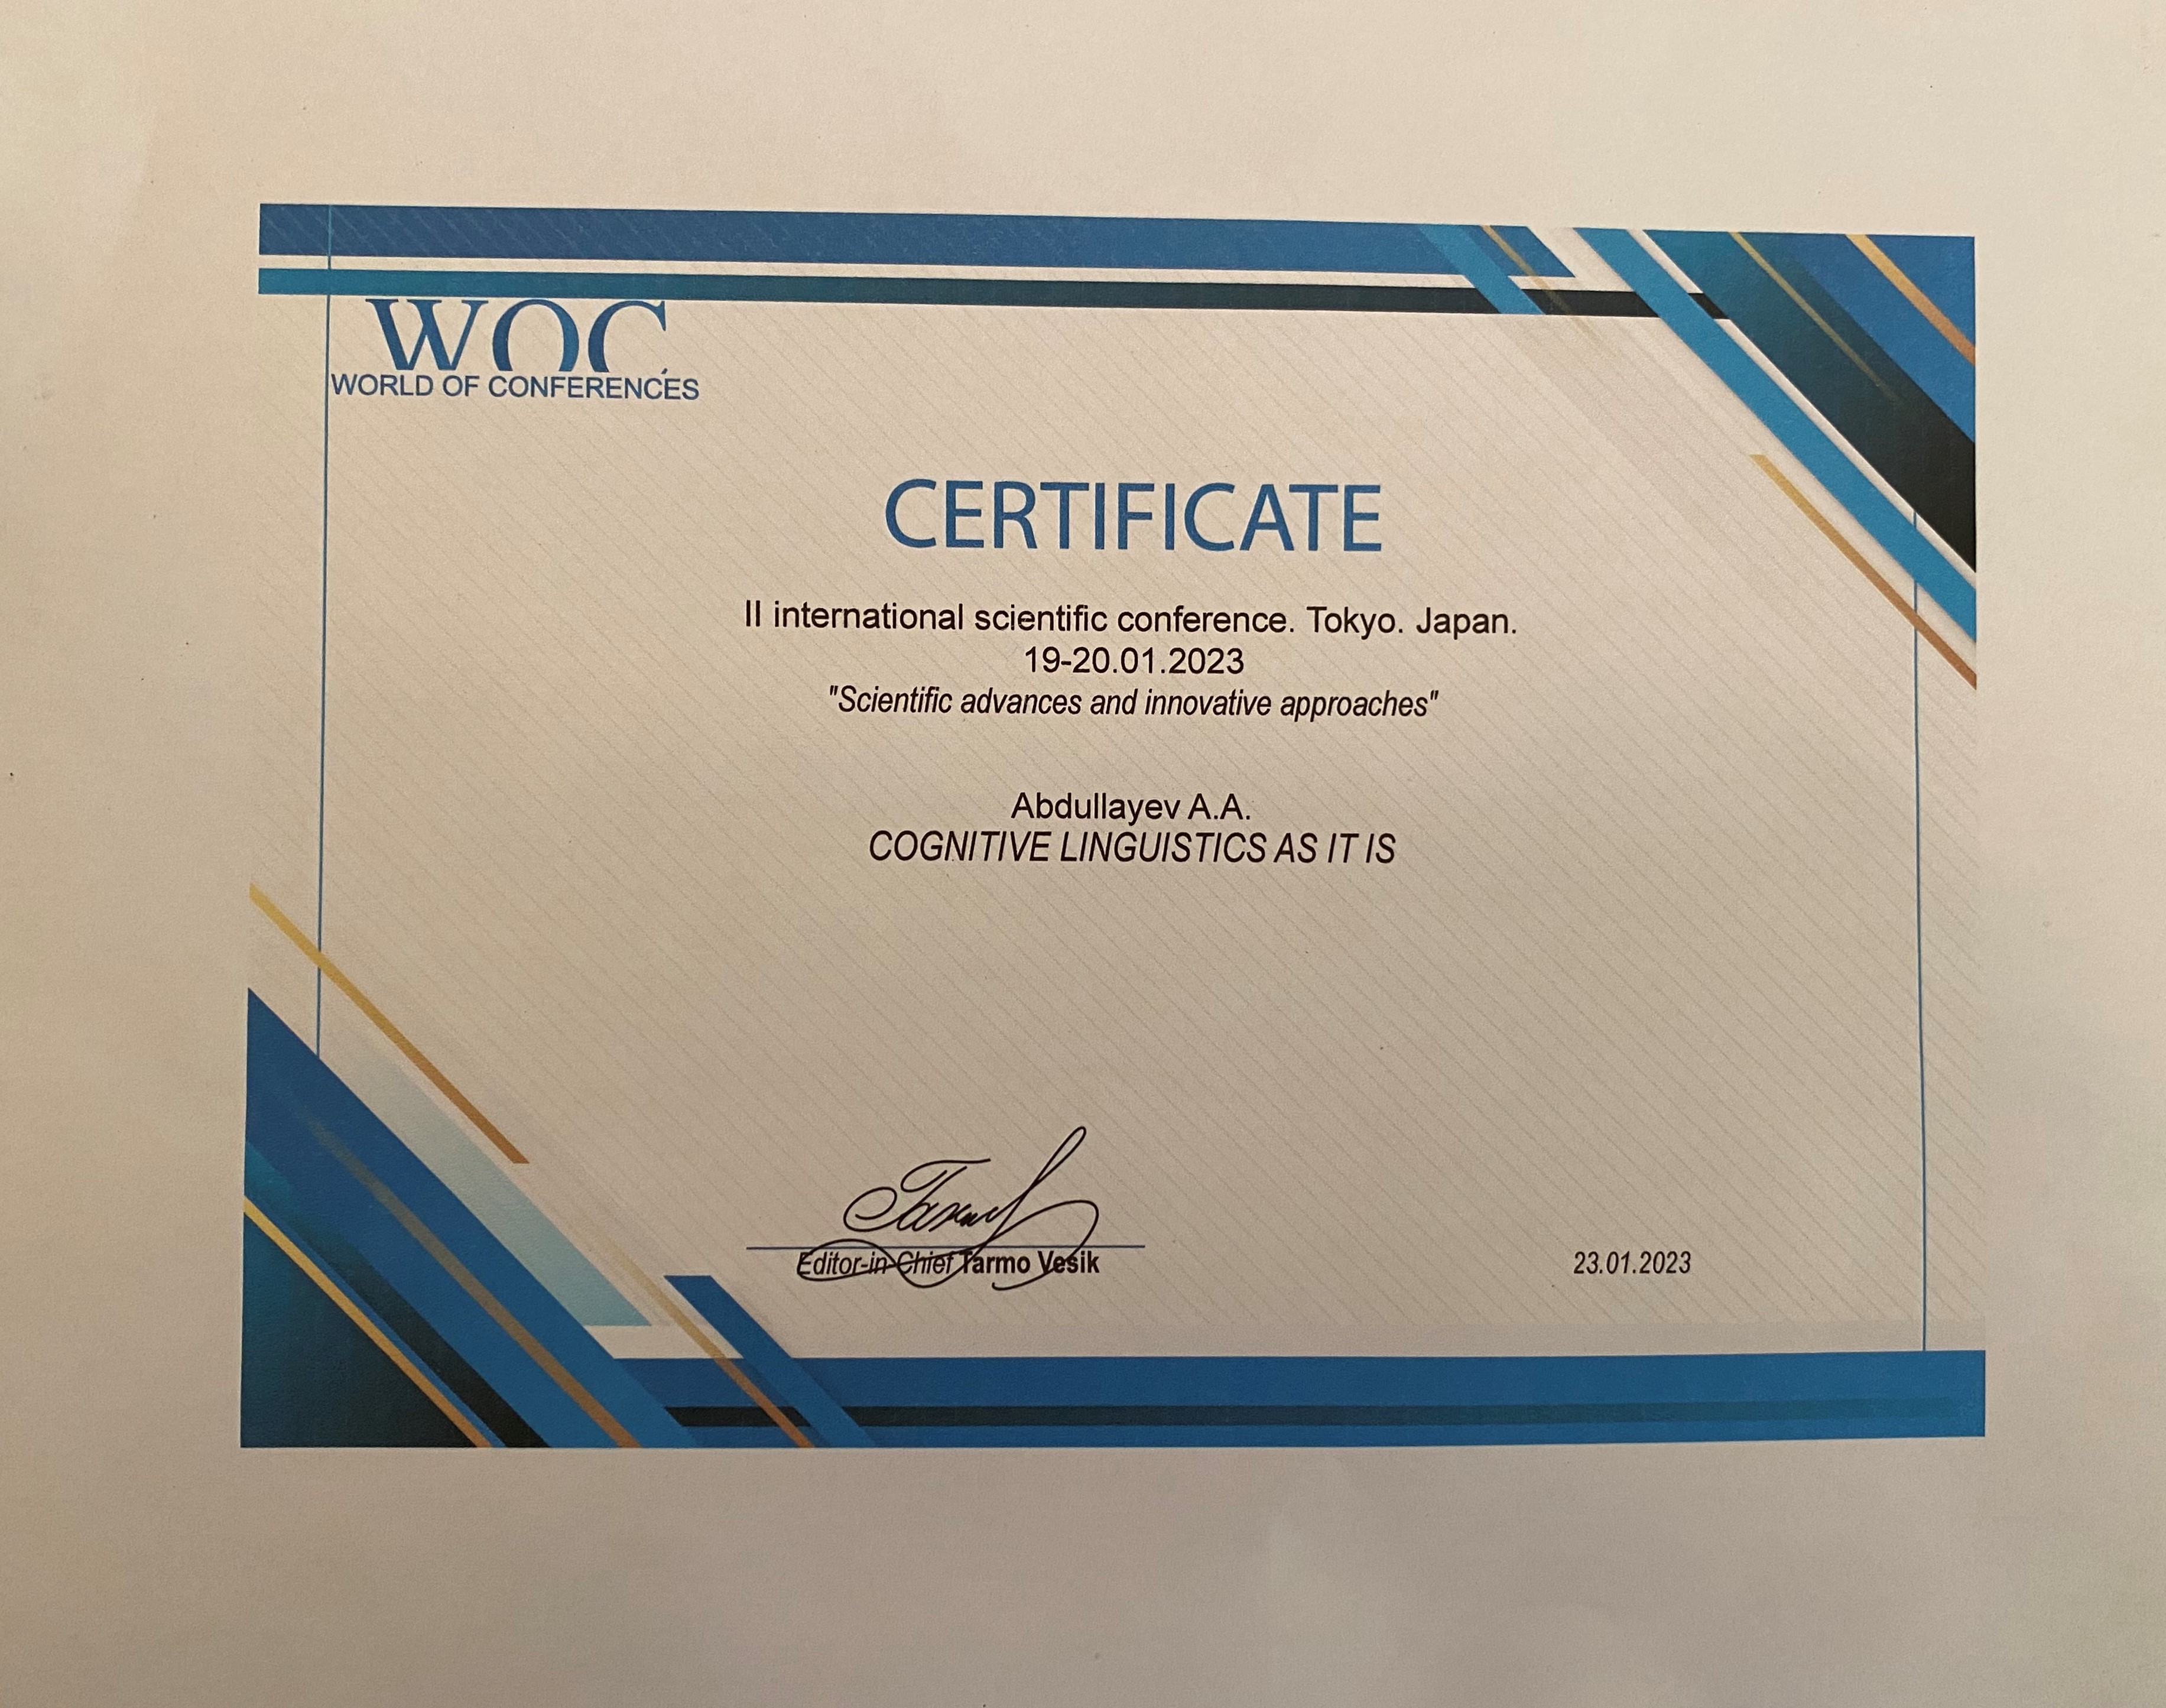 WOC
WORLD OF CONFERENCES
CERTIFICATE
II international scientific conference. Tokyo. Japan.
19-20.01.2023
"Scientific advances and innovative approaches"
Abdullayev A.A.
COGNITIVE LINGUISTICS AS IT IS
Editor-in-Chief Tarmo Vesik
23.01.2023